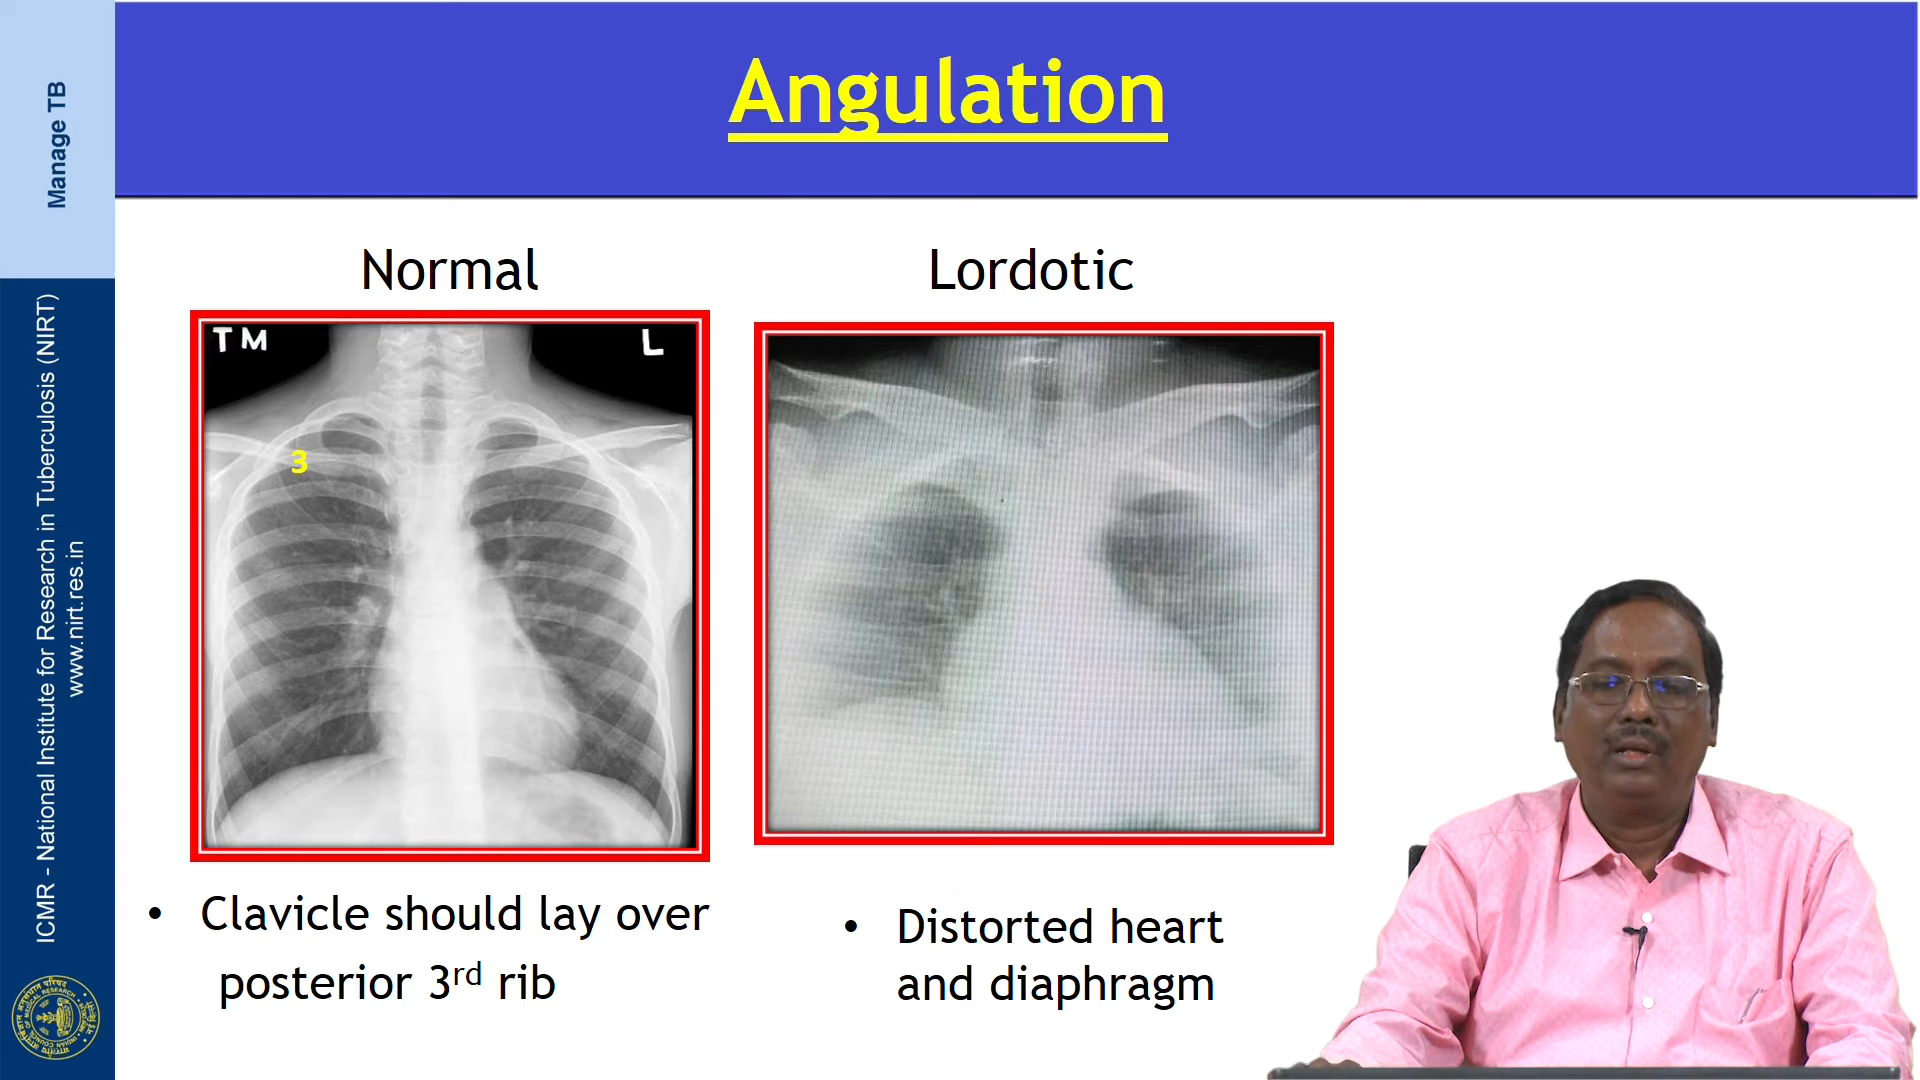 Angulation
Manage TB
ICMR - National Institute for Research in Tuberculosis (NIRT)
www.nirt.res.in
Normal
Lordotic
T M
L
3
• Clavicle should lay over
posterior 3rd rib
• Distorted heart
and diaphragm